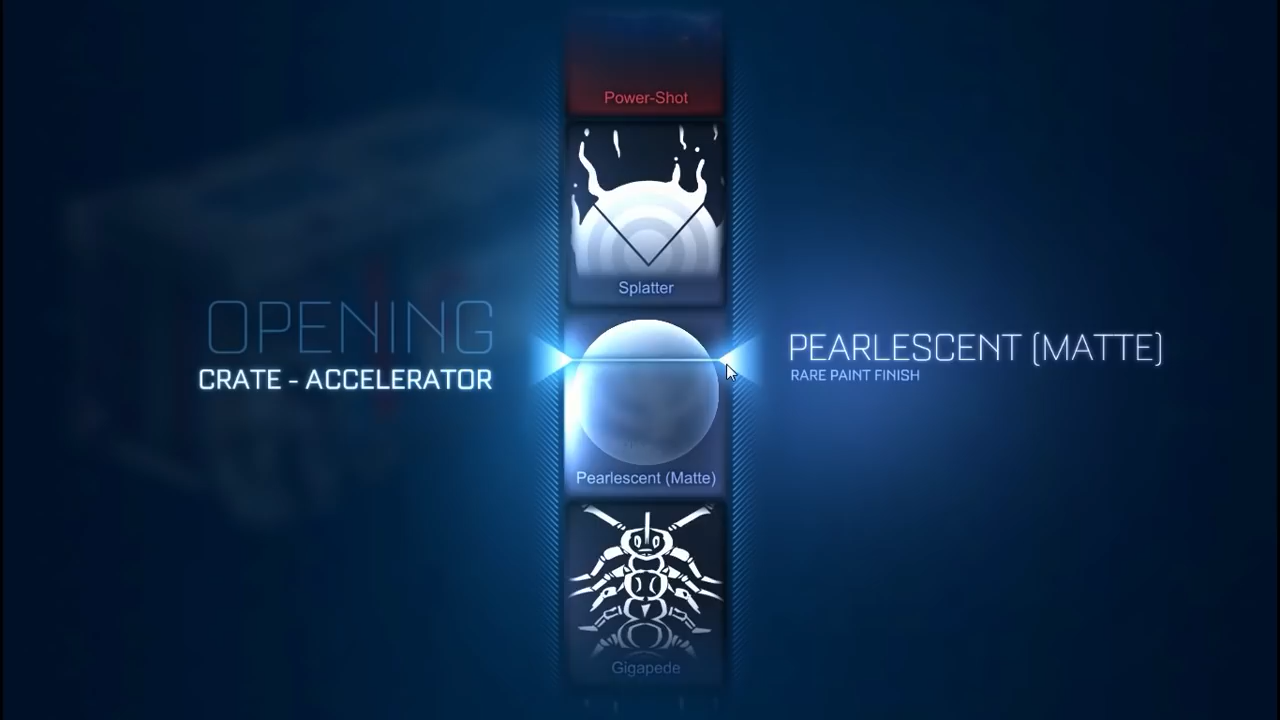 Power-Shot
Splatter
OPENING
CRATE - ACCELERATOR
PEARLESCENT (MATTE)
RARE PAINT FINISH
Pearlescent (Matte)
Gigapede